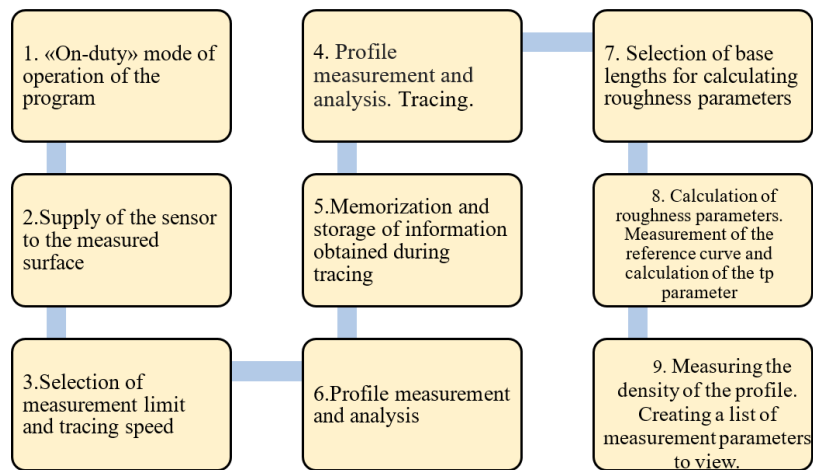 1. «On-duty» mode of
operation of the
program
2.Supply of the sensor
to the measured
surface
3.Selection of
measurement limit
and tracing speed
4. Profile
measurement and
analysis. Tracing.
5.Memorization and
storage of information
obtained during
tracing
6.Profile measurement
and analysis
7. Selection of base
lengths for calculating
roughness parameters
8. Calculation of
roughness parameters.
Measurement of the
reference curve and
calculation of the tp
parameter
9. Measuring the
density of the profile.
Creating a list of
measurement parameters
to view.